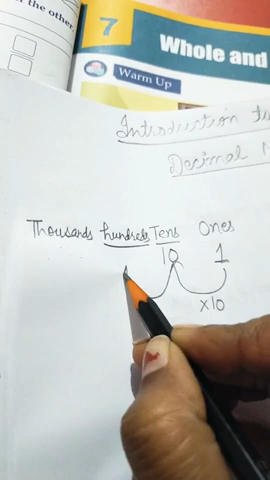 r the other.
7
Whole and
Warm Up
Introduction to
Decimal
Thousands hundreds Tens Ones
10 1
x10